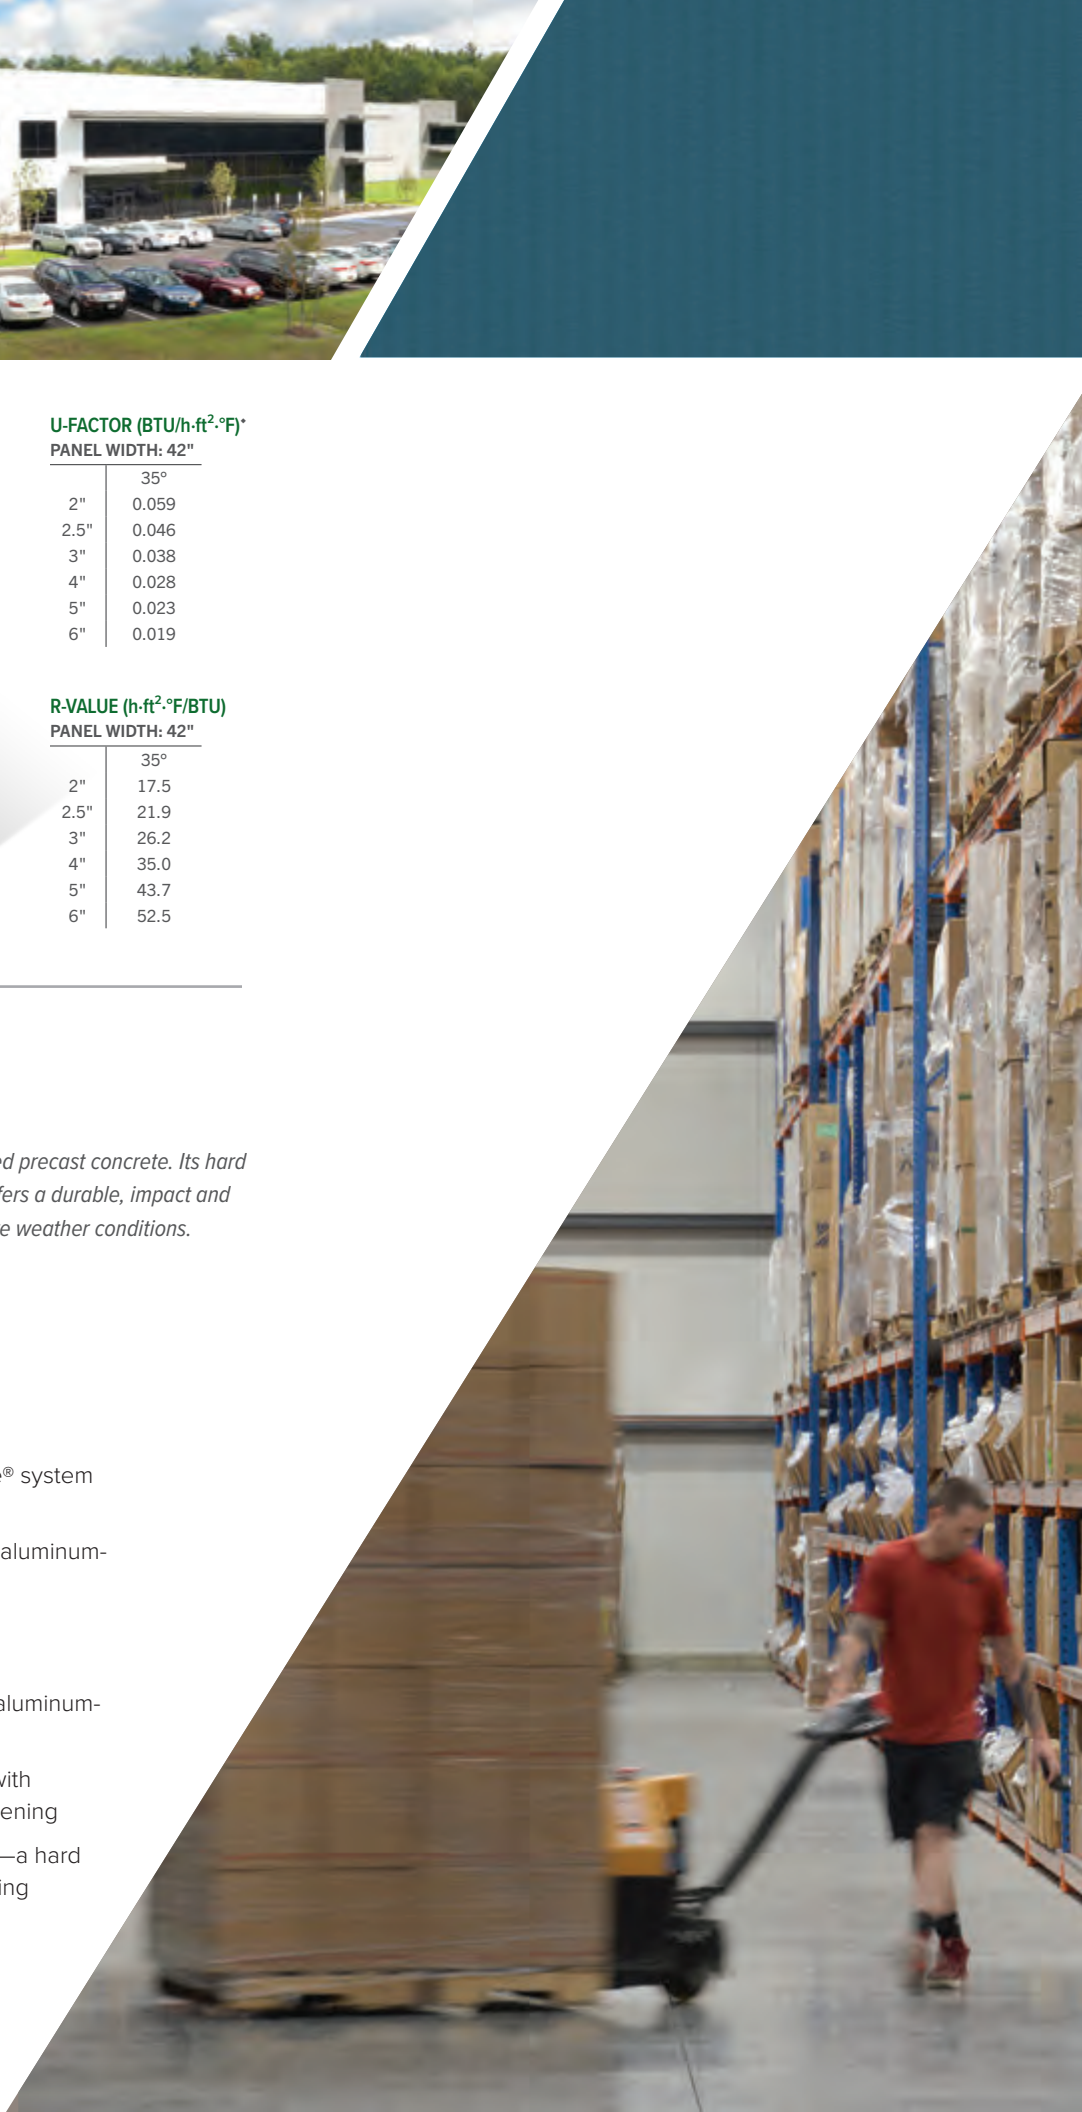 U-FACTOR (BTU/h·ft²·°F)*
PANEL WIDTH: 42"
35°
2" 0.059
2.5" 0.046
3" 0.038
4" 0.028
5" 0.023
6" 0.019
R-VALUE (h·ft²·°F/BTU)
PANEL WIDTH: 42"
35°
2" 17.5
2.5" 21.9
3" 26.2
4" 35.0
5" 43.7
6" 52.5
ed precast concrete. Its hard
fers a durable, impact and
e weather conditions.
e® system
aluminum-
aluminum-
with
ening
—a hard
ing